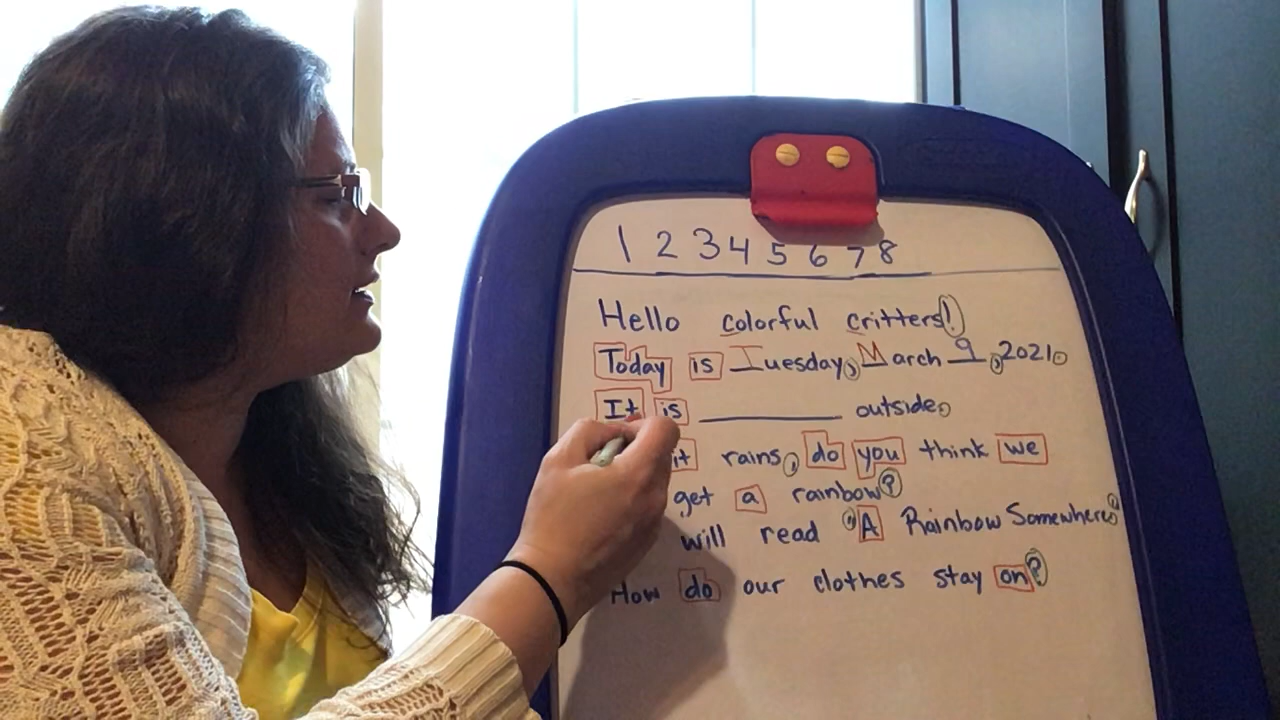 1 2 3 4 5 6 7 8
Hello colorful critters!
Today is Tuesday, March 9, 2021.
It is ________ outside.
it rains, do you think we
get a rainbow?
will read "A Rainbow Somewhere."
How do our clothes stay on?